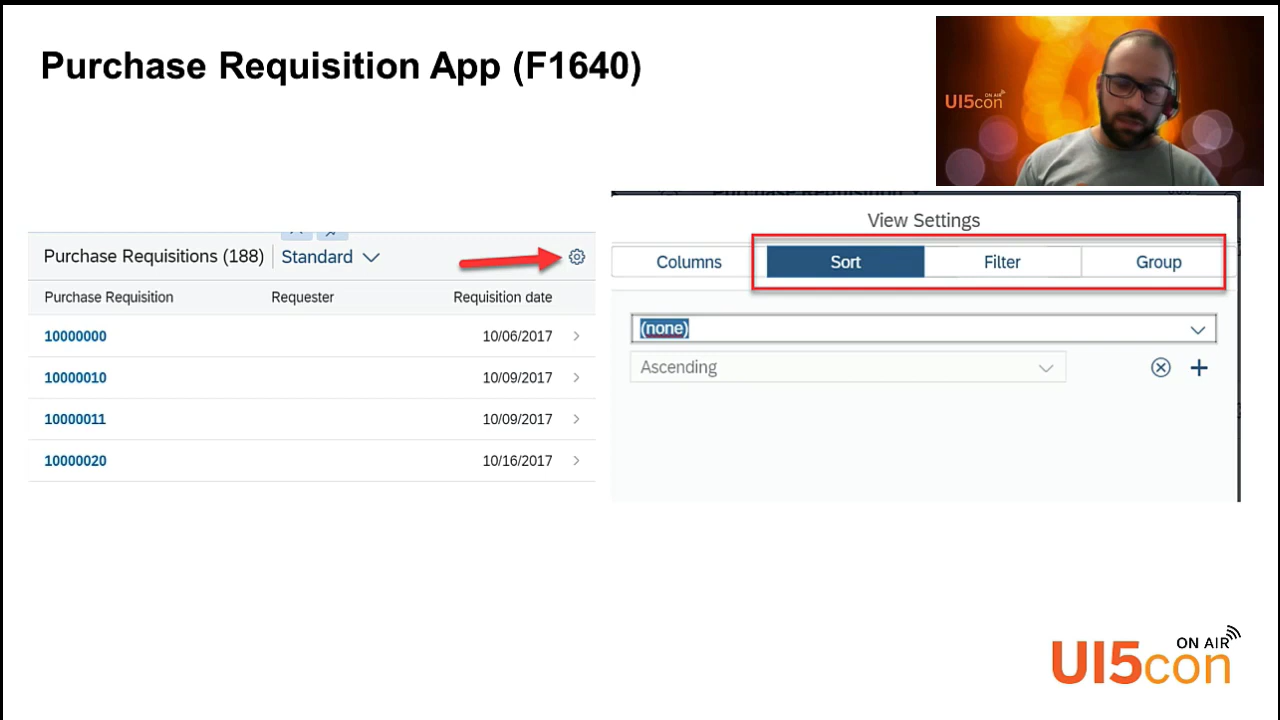 Purchase Requisition App (F1640)
ON AIR
UI5con
View Settings
Purchase Requisitions (188) Standard
Columns Sort Filter Group
Purchase Requisition Requester Requisition date
10000000 10/06/2017
(none)
10000010 10/09/2017
Ascending
10000011 10/09/2017
10000020 10/16/2017
ON AIR
UI5con